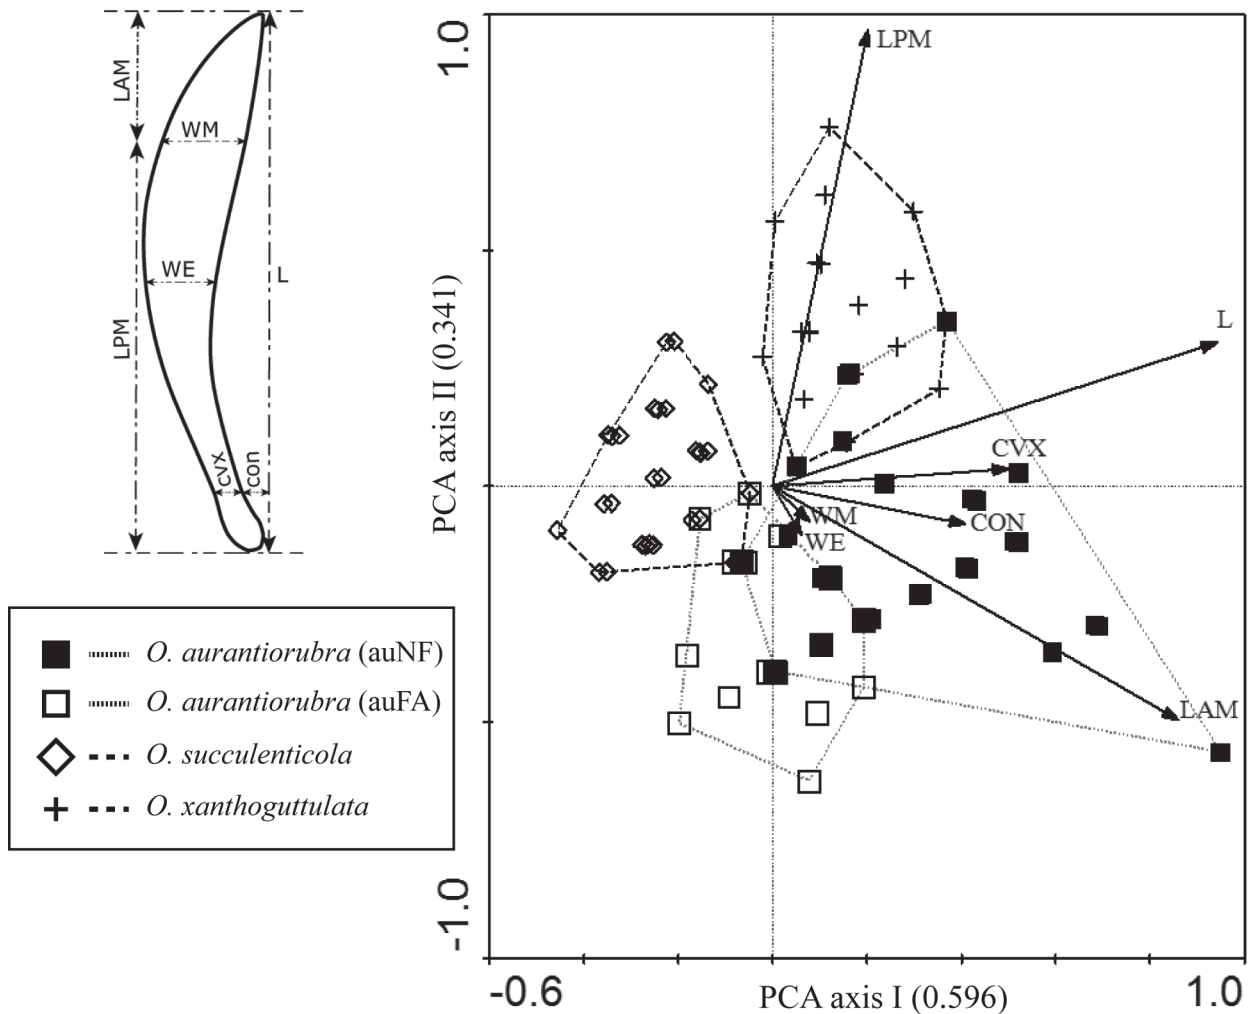 LAM
WM
LPM
WE
L
CVX
con
O. aurantiorubra (auNF)
O. aurantiorubra (auFA)
O. succulenticola
O. xanthoguttulata
1.0
PCA axis II (0.341)
-1.0
LPM
L
CVX
CON
WM
WE
LAM
-0.6
PCA axis I (0.596)
1.0